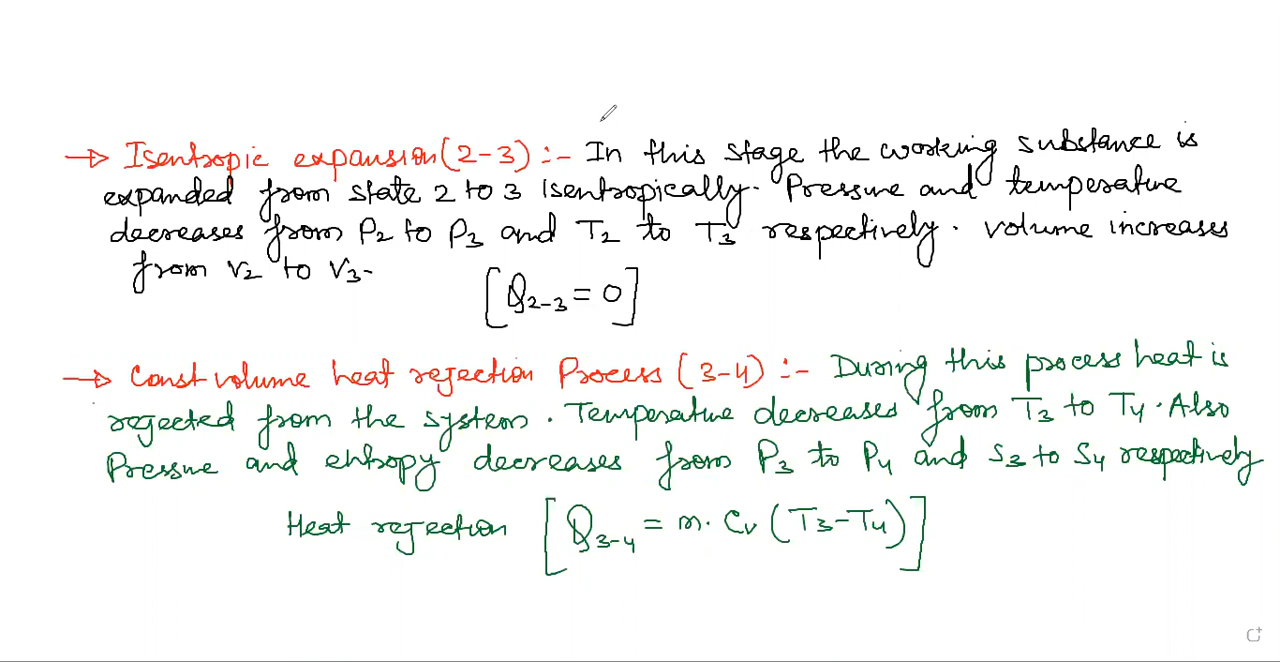 → Isentropic expansion (2-3) :- In this stage the working substance is
expanded from state 2 to 3 isentropically. Pressure and temperature
decreases from P2 to P3 and T2 to T3 respectively. Volume increases
from V2 to V3-
[Q2-3 = 0]
→ Const volume heat rejection Process (3-4) :- During this process heat is
rejected from the system. Temperature decreases from T3 to T4. Also
Pressure and entropy decreases from P3 to P4 and S3 to S4 respectively
Heat rejection [Q3-4 = m. Cv (T3-T4)]